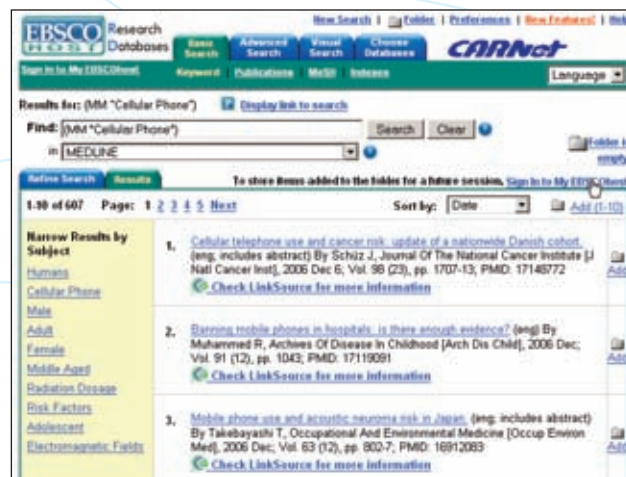 New Search | Folder | Preferences | New Features! | Help
EBSCO HOST Research Databases
Basic Search Advanced Search Visual Search Choose Databases CARNet
Sign In to My EBSCOhost Keyword | Publications | MeSH | Indexes Language
Results for: (MM "Cellular Phone") Display link to search
Find: (MM "Cellular Phone") Search Clear
in MEDLINE Folder is empty.
Refine Search Results To store items added to the folder for a future session, Sign In to My EBSCOhost
1-10 of 607 Page: 1 2 3 4 5 Next Sort by: Date Add (1-10)
Narrow Results by Subject
Humans
Cellular Phone
Male
Adult
Female
Middle Aged
Radiation Dosage
Risk Factors
Adolescent
Electromagnetic Fields
1. Cellular telephone use and cancer risk: update of a nationwide Danish cohort.
(eng; includes abstract) By Schüz J, Journal Of The National Cancer Institute [J
Natl Cancer Inst], 2006 Dec 6; Vol. 98 (23), pp. 1707-13; PMID: 17148772
Check LinkSource for more information
Add
2. Banning mobile phones in hospitals: is there enough evidence? (eng) By
Muhammed R, Archives Of Disease In Childhood [Arch Dis Child], 2006 Dec;
Vol. 91 (12), pp. 1043; PMID: 17119091
Check LinkSource for more information
Add
3. Mobile phone use and acoustic neuroma risk in Japan. (eng; includes abstract)
By Takebayashi T, Occupational And Environmental Medicine [Occup Environ
Med], 2006 Dec; Vol. 63 (12), pp. 802-7; PMID: 16912083
Check LinkSource for more information
Add